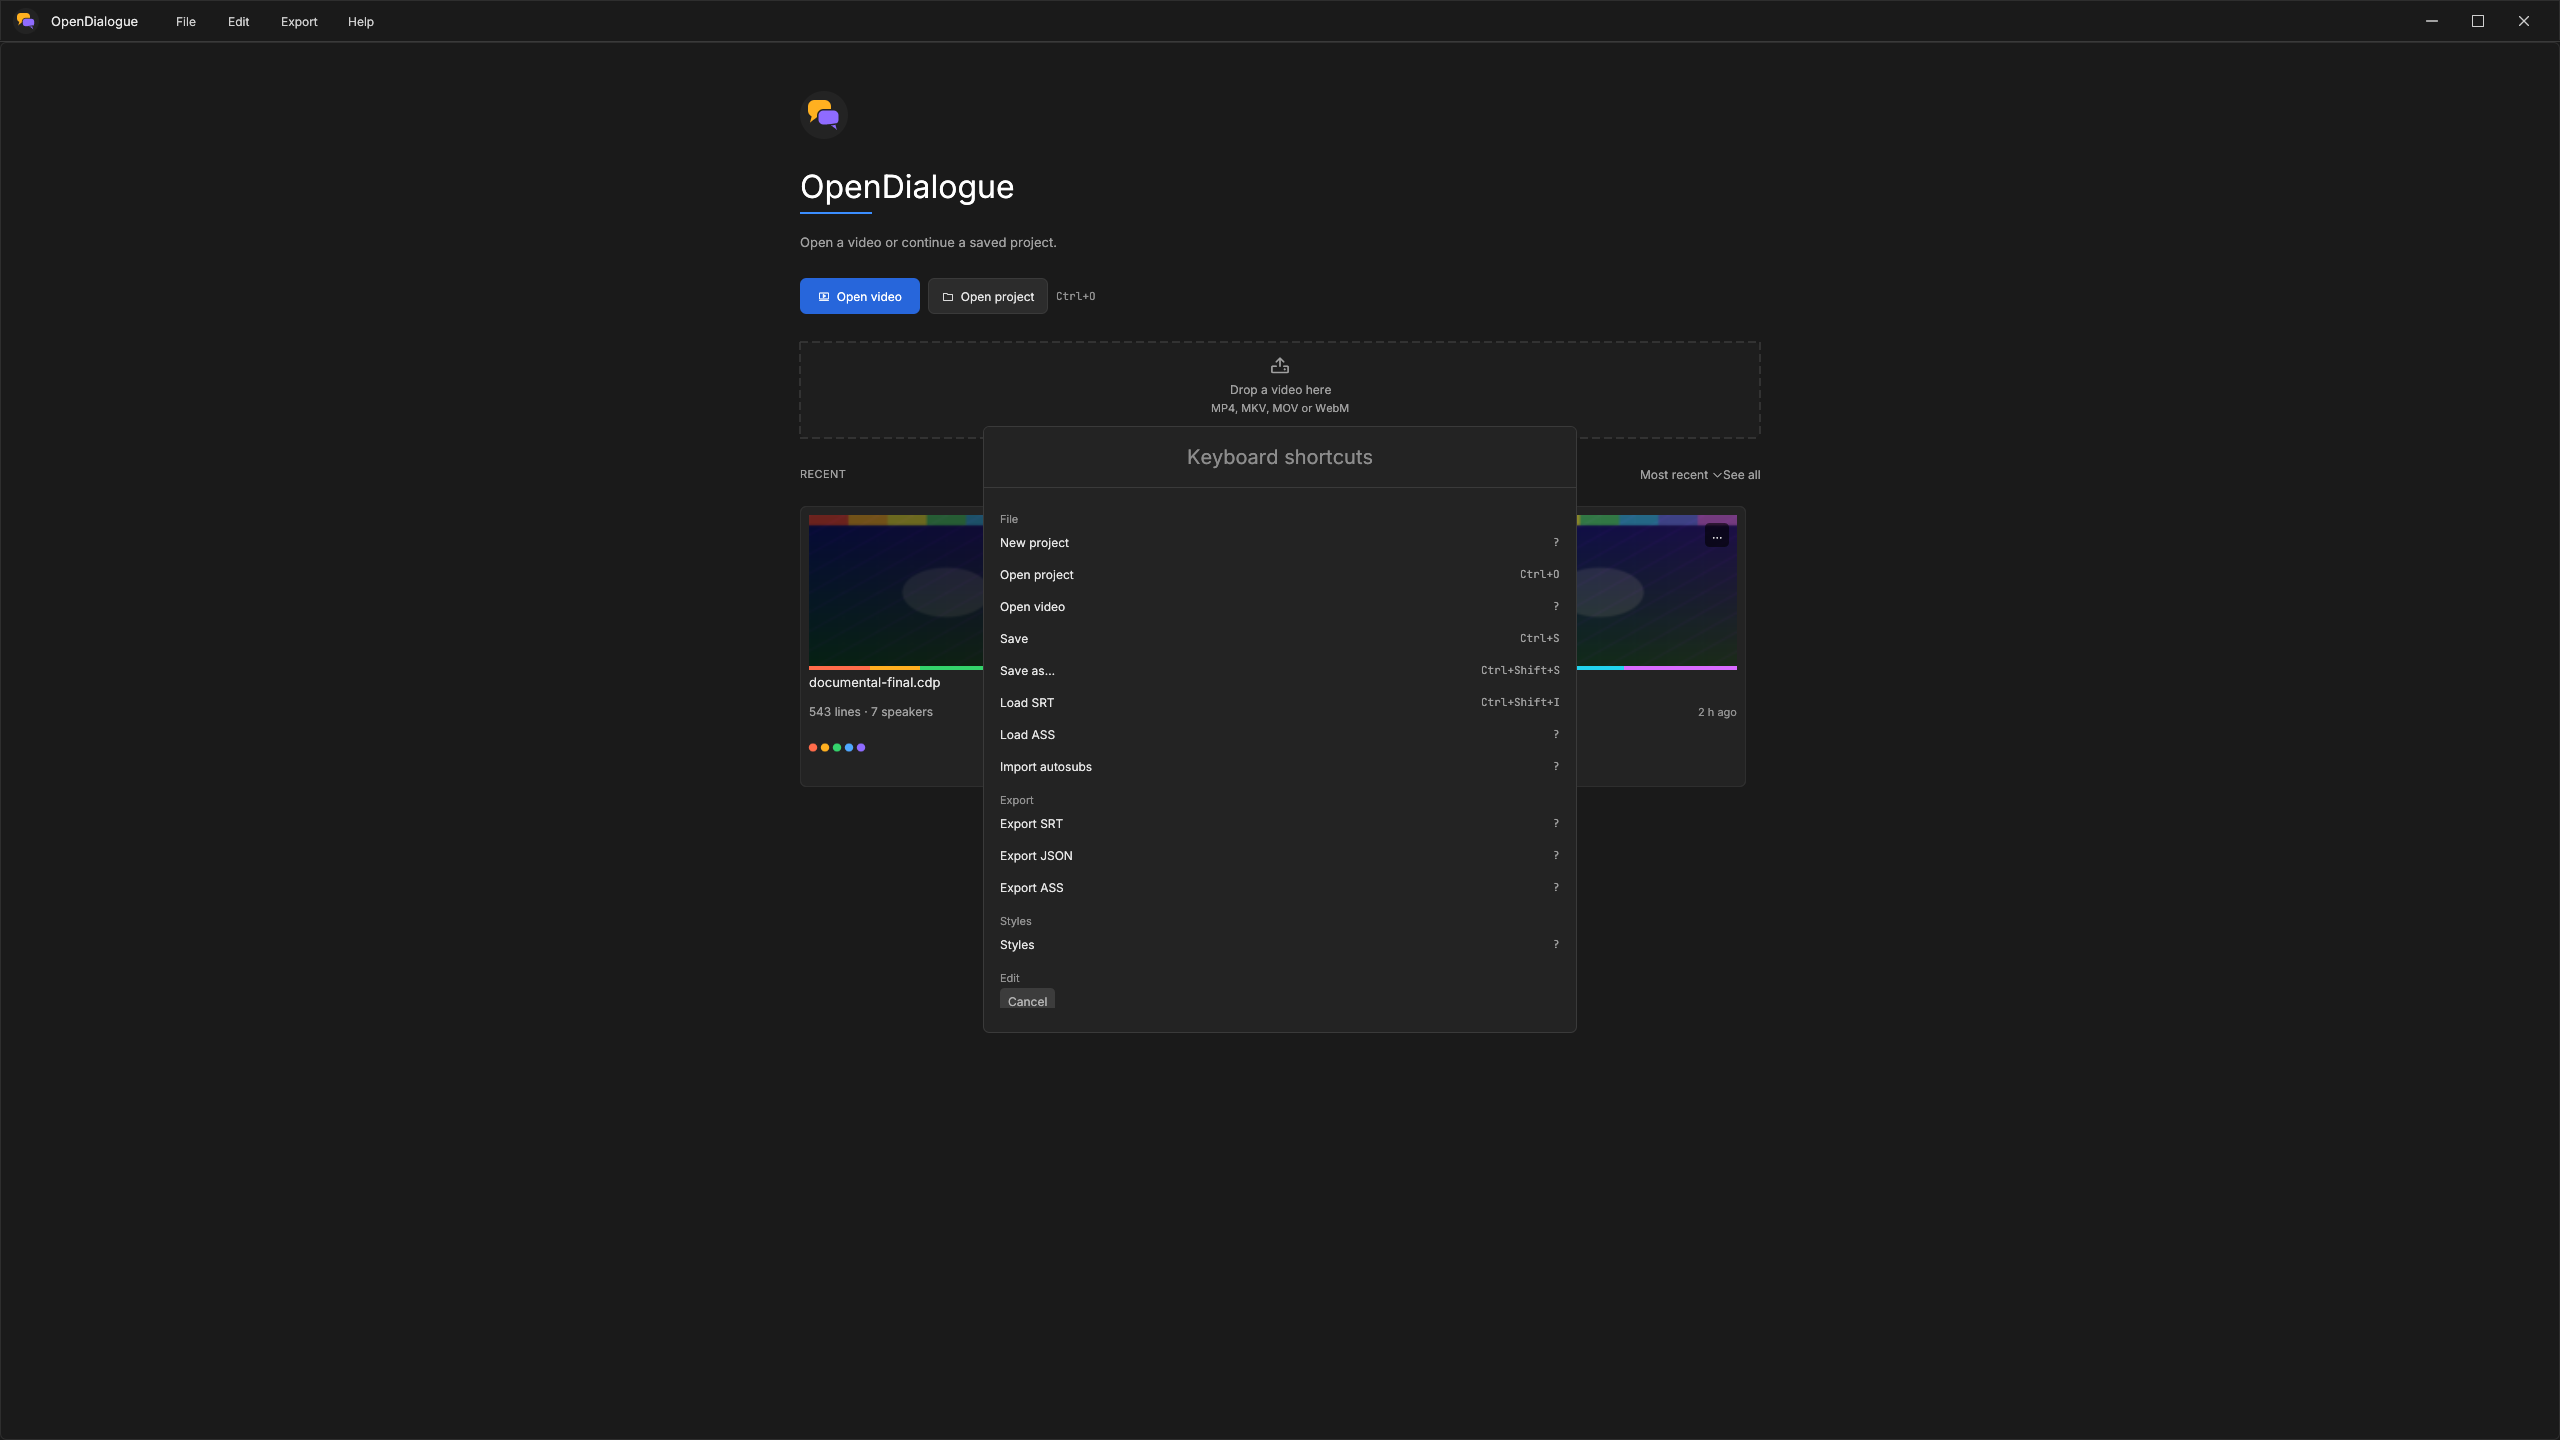 OpenDialogue File Edit Export Help
OpenDialogue
Open a video or continue a saved project.
Open video Open project Ctrl+O
Drop a video here
MP4, MKV, MOV or WebM
Keyboard shortcuts
RECENT
Most recent See all
File
New project ?
Open project Ctrl+O
Open video ?
Save Ctrl+S
Save as... Ctrl+Shift+S
Load SRT Ctrl+Shift+I
Load ASS ?
Import autosubs ?
Export
Export SRT ?
Export JSON ?
Export ASS ?
Styles
Styles ?
Edit
Cancel
...
documental-final.cdp
543 lines · 7 speakers
2 h ago